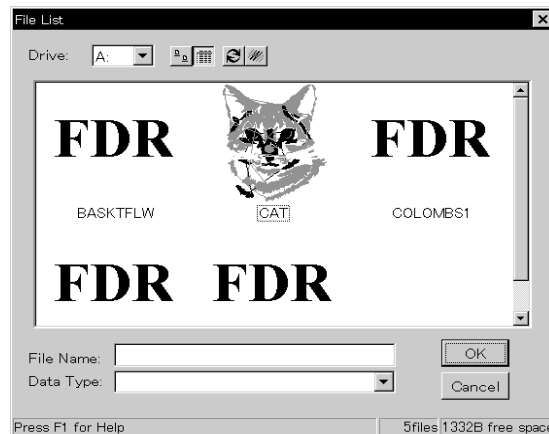 File List
Drive: A:
FDR FDR
BASKTFLW CAT COLOMBS1
FDR FDR
File Name:
OK
Data Type:
Cancel
Press F1 for Help 5files 1332B free space